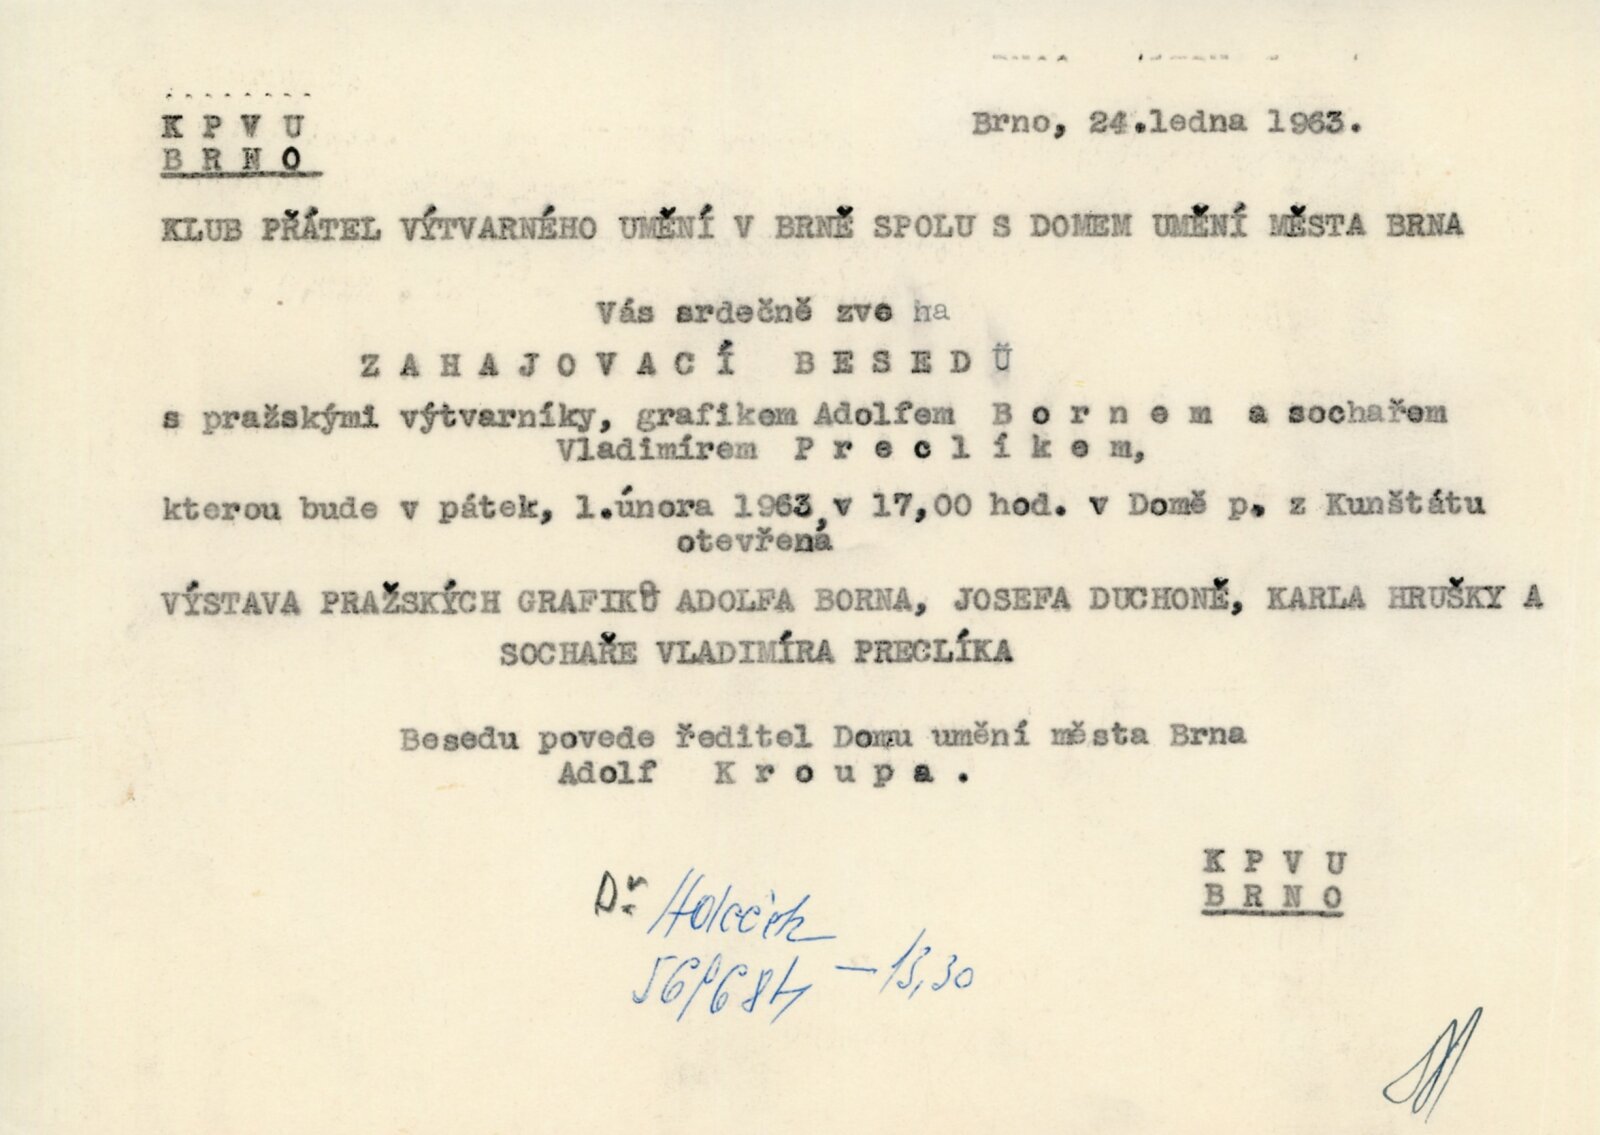 K P V U
B R N O
Brno, 24.ledna 1963.
KLUB PŘÁTEL VÝTVARNÉHO UMĚNÍ V BRNĚ SPOLU S DOMEM UMĚNÍ MĚSTA BRNA
Vás srdečně zve na
Z A H A J O V A C Í B E S E D U
s pražskými výtvarníky, grafikem Adolfem B o r n e m a sochařem
Vladimírem P r e c l í k e m,
kterou bude v pátek, 1.února 1963,v 17,00 hod. v Domě p. z Kunštátu
otevřena
VÝSTAVA PRAŽSKÝCH GRAFIKŮ ADOLFA BORNA, JOSEFA DUCHONĚ, KARLA HRUŠKY A
SOCHAŘE VLADIMÍRA PRECLÍKA
Besedu povede ředitel Domu umění města Brna
Adolf K r o u p a .
K P V U
B R N O
Dr Holeček